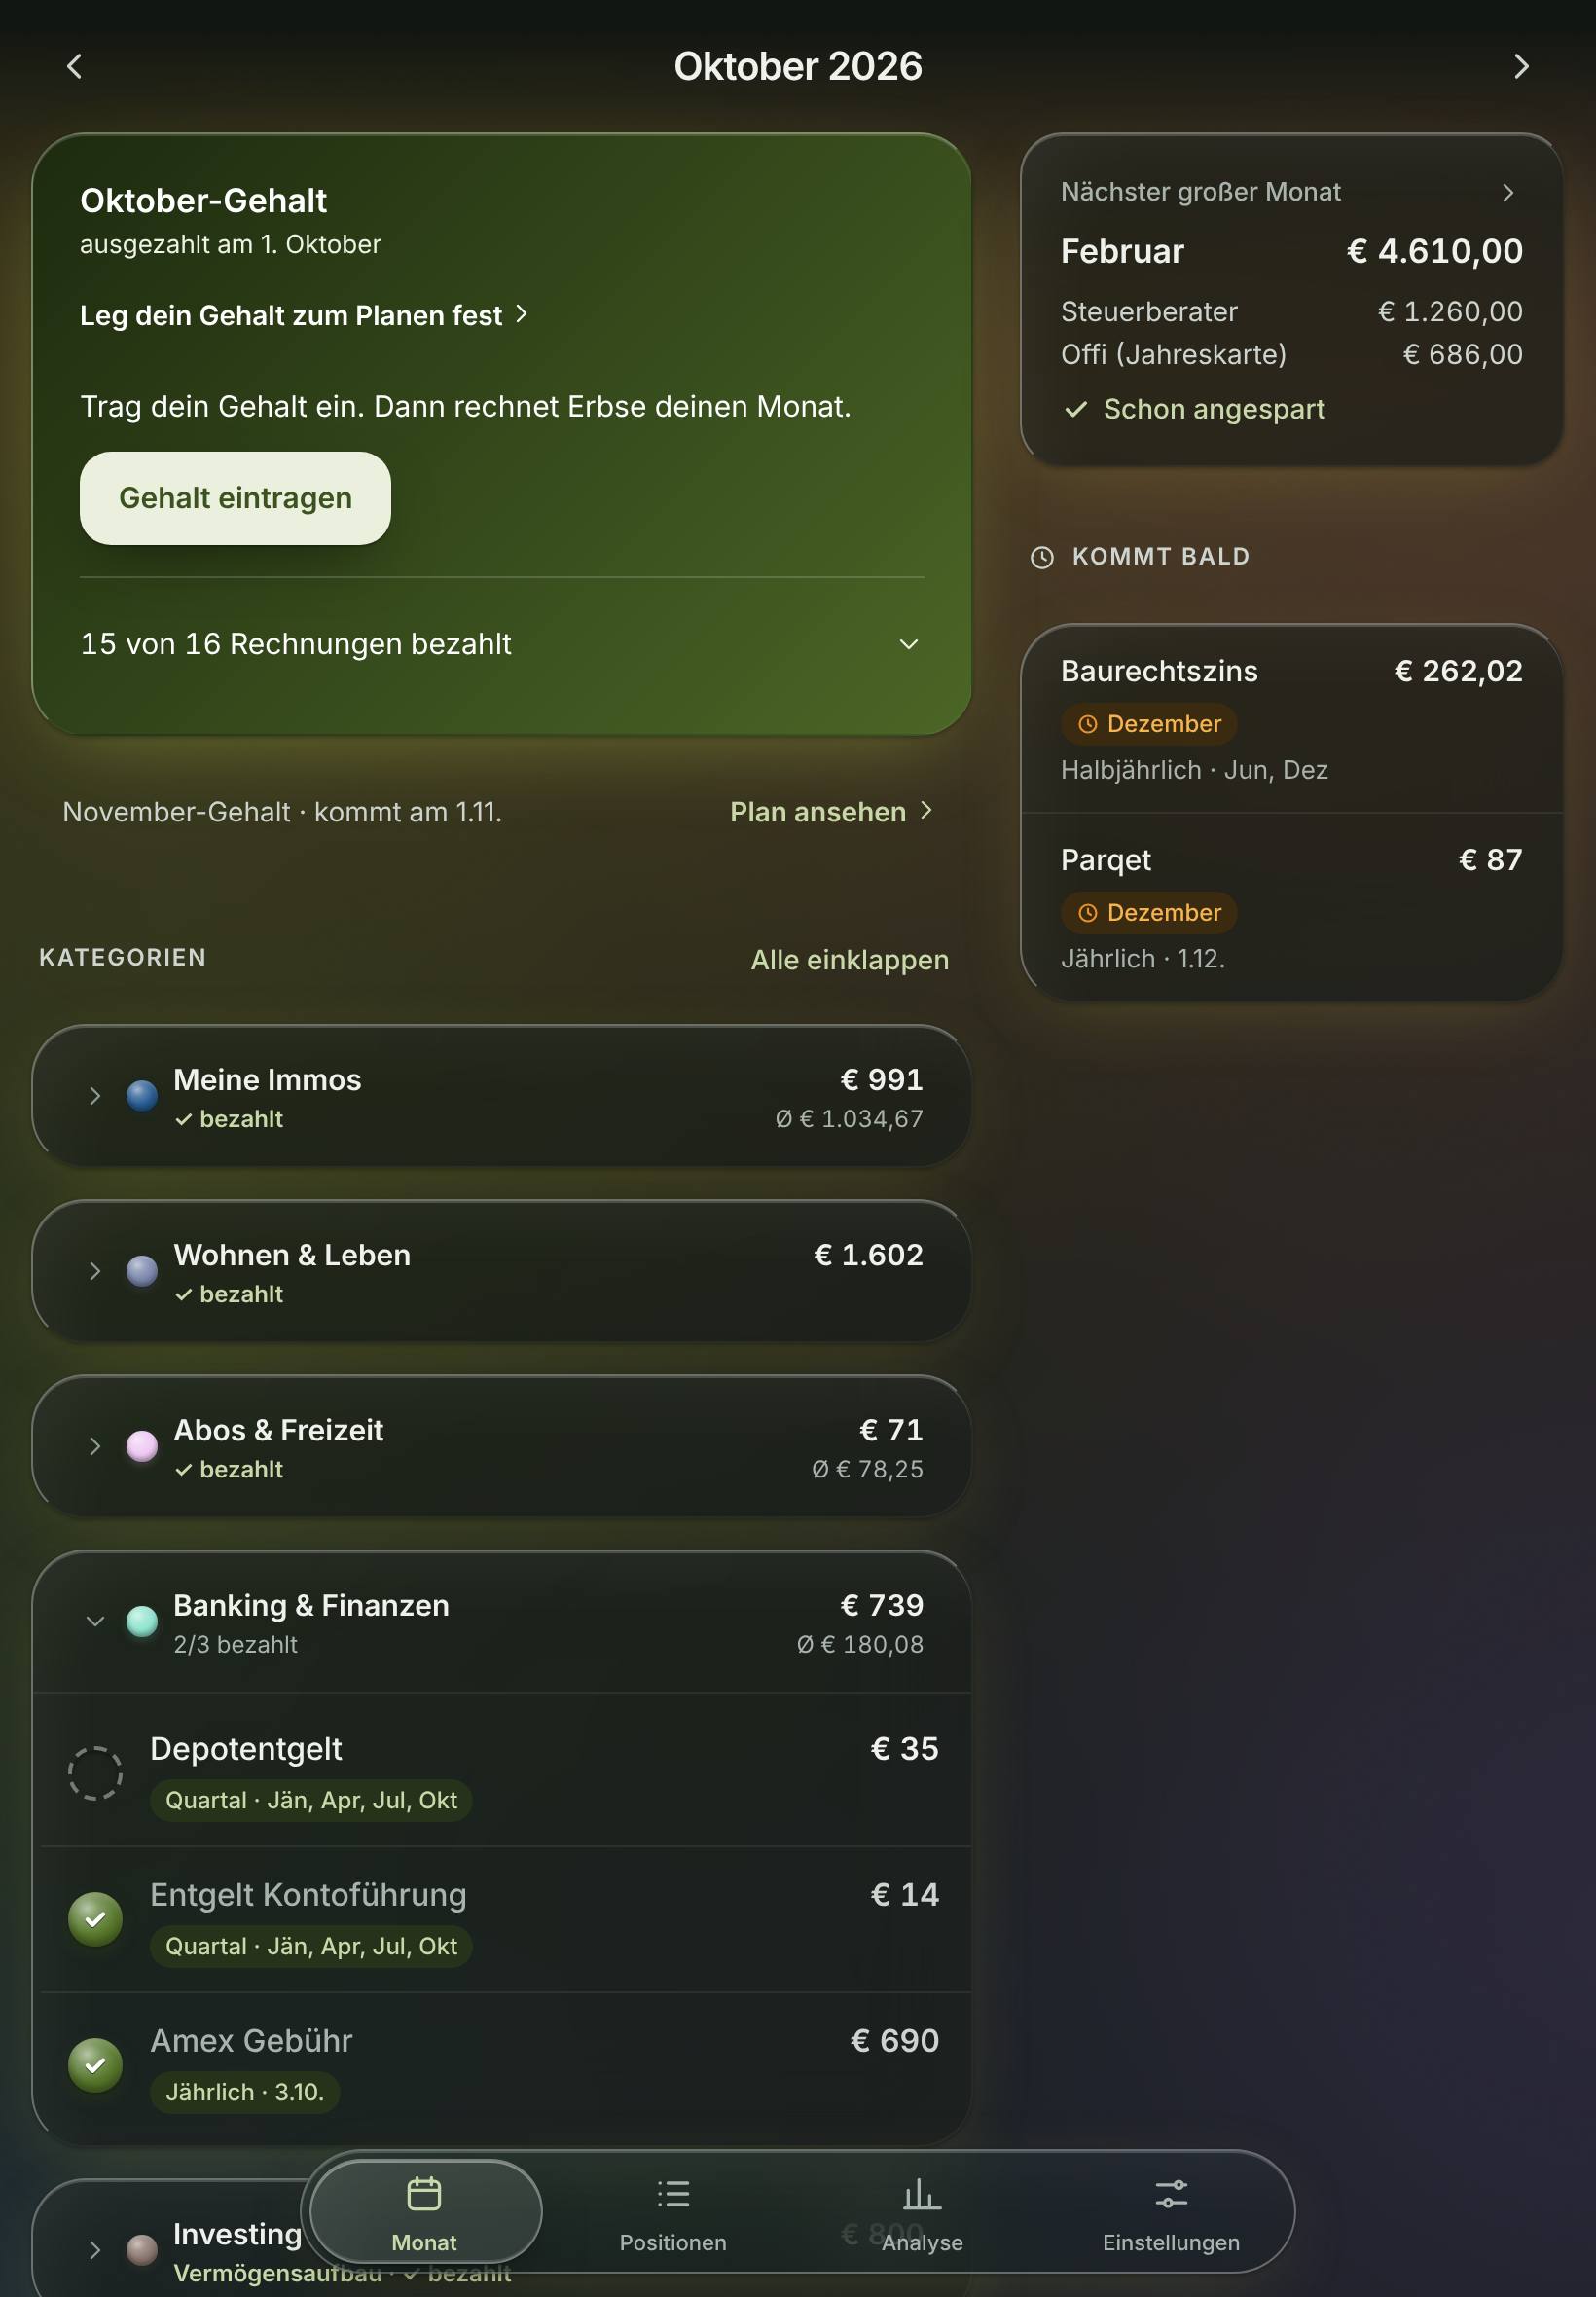 Oktober 2026
Oktober-Gehalt
ausgezahlt am 1. Oktober
Leg dein Gehalt zum Planen fest
Trag dein Gehalt ein. Dann rechnet Erbse deinen Monat.
Gehalt eintragen
15 von 16 Rechnungen bezahlt
November-Gehalt · kommt am 1.11.
Plan ansehen
KATEGORIEN
Alle einklappen
Meine Immos € 991
bezahlt Ø € 1.034,67
Wohnen & Leben € 1.602
bezahlt
Abos & Freizeit € 71
bezahlt Ø € 78,25
Banking & Finanzen € 739
2/3 bezahlt Ø € 180,08
Depotentgelt € 35
Quartal · Jän, Apr, Jul, Okt
Entgelt Kontoführung € 14
Quartal · Jän, Apr, Jul, Okt
Amex Gebühr € 690
Jährlich · 3.10.
Investing € 800
Vermögensaufbau · bezahlt
Nächster großer Monat
Februar € 4.610,00
Steuerberater € 1.260,00
Offi (Jahreskarte) € 686,00
Schon angespart
KOMMT BALD
Baurechtszins € 262,02
Dezember
Halbjährlich · Jun, Dez
Parqet € 87
Dezember
Jährlich · 1.12.
Monat
Positionen
Analyse
Einstellungen